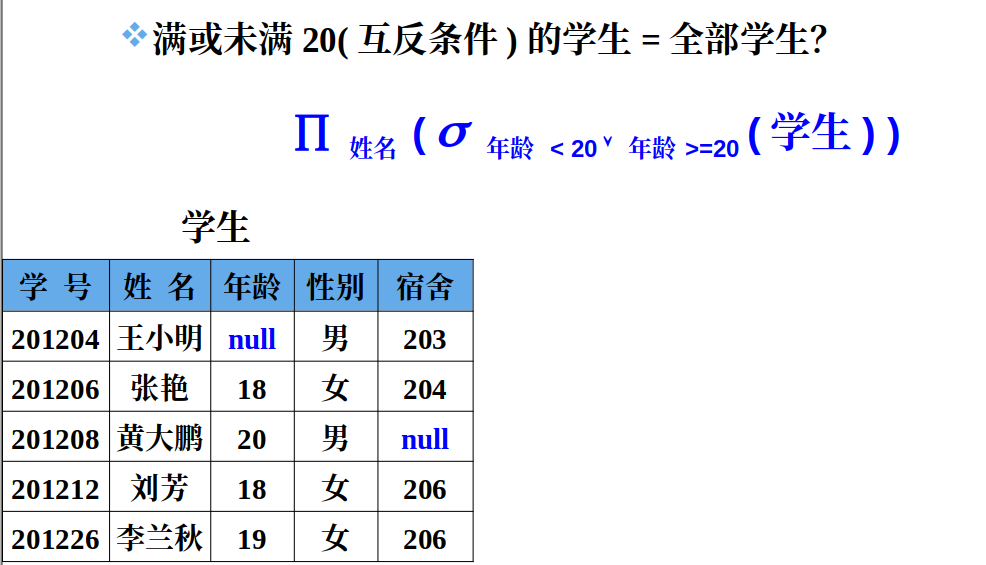 ❖满或未满 20( 互反条件 ) 的学生 = 全部学生?
Π 姓名 ( σ 年龄 < 20 ∨ 年龄 >=20 ( 学生 ) )
学生
学 号 姓 名 年龄 性别 宿舍
201204 王小明 null 男 203
201206 张艳 18 女 204
201208 黄大鹏 20 男 null
201212 刘芳 18 女 206
201226 李兰秋 19 女 206